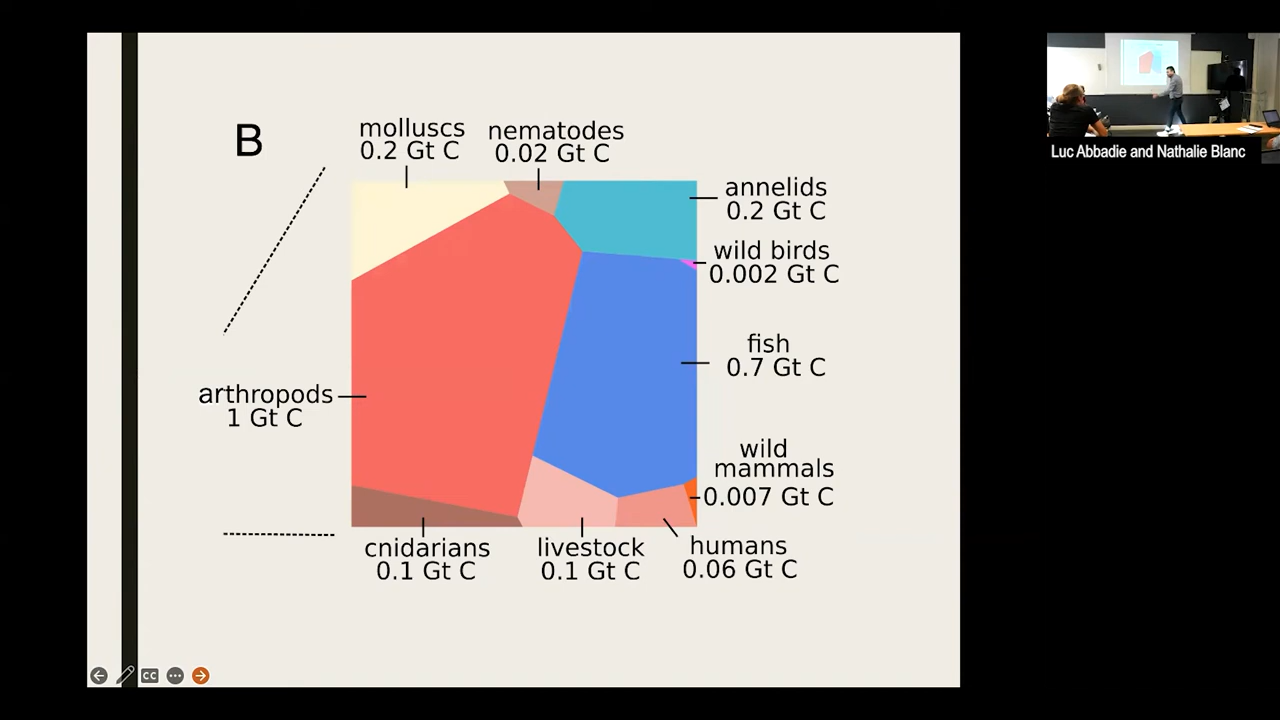 B
molluscs
0.2 Gt C
nematodes
0.02 Gt C
annelids
0.2 Gt C
wild birds
0.002 Gt C
fish
0.7 Gt C
arthropods
1 Gt C
wild
mammals
0.007 Gt C
cnidarians
0.1 Gt C
livestock
0.1 Gt C
humans
0.06 Gt C
CC
Luc Abbadie and Nathalie Blanc